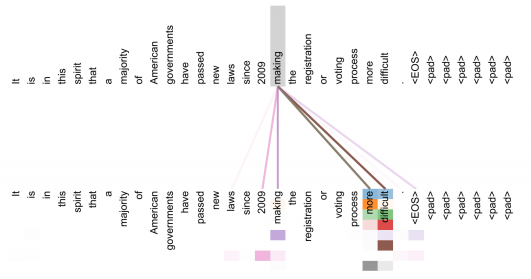 It is in this spirit that a majority of American governments have passed new laws since 2009 making the registration or voting process more difficult . <EOS> <pad> <pad> <pad> <pad> <pad> <pad>
It is in this spirit that a majority of American governments have passed new laws since 2009 making the registration or voting process more difficult . <EOS> <pad> <pad> <pad> <pad> <pad> <pad>